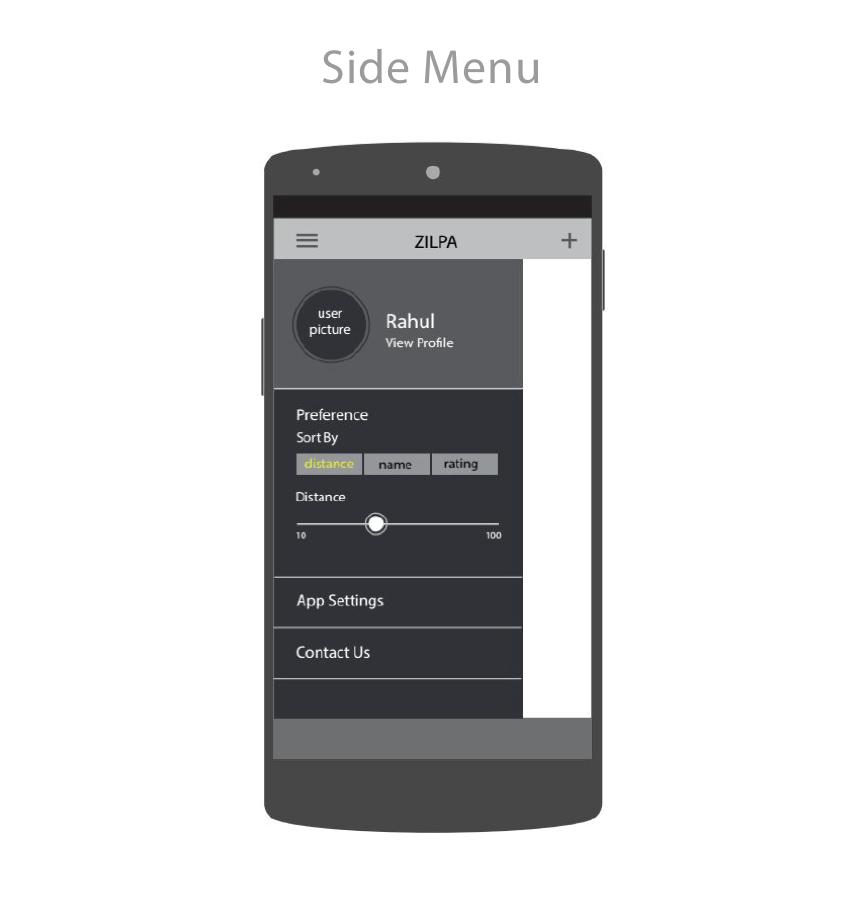 Side Menu
ZILPA
user
picture
Rahul
View Profile
Preference
Sort By
distance name rating
Distance
10 100
App Settings
Contact Us